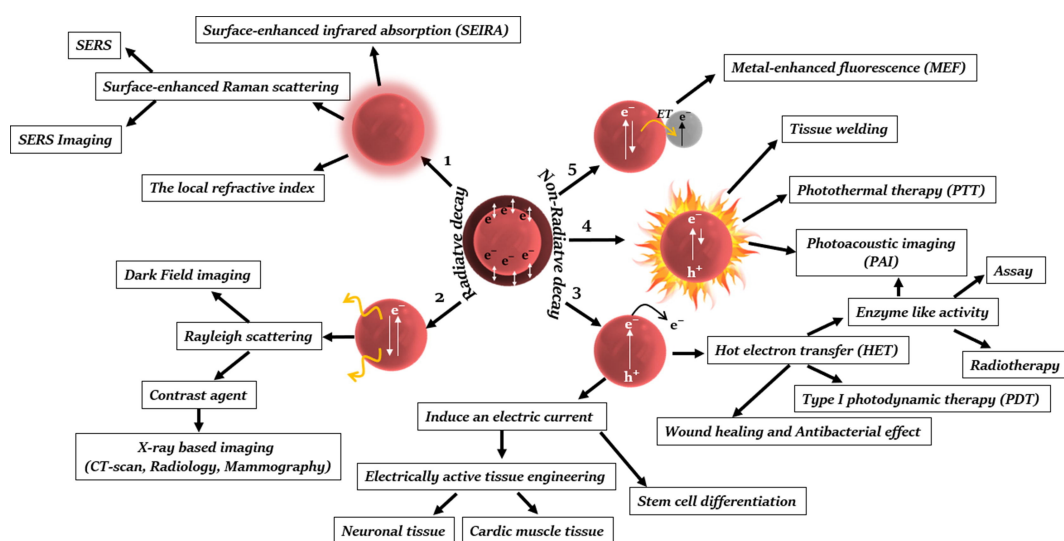 Surface-enhanced infrared absorption (SEIRA)
SERS
Surface-enhanced Raman scattering
SERS Imaging
The local refractive index
1
Radiatve decay
e⁻ e⁻ e⁻
e⁻ e⁻ e⁻
Non-Radiatve decay
2
e⁻
Dark Field imaging
Rayleigh scattering
Contrast agent
X-ray based imaging
(CT-scan, Radiology, Mammography)
5
e⁻
ET
e⁻
Metal-enhanced fluorescence (MEF)
4
e⁻
h⁺
Tissue welding
Photothermal therapy (PTT)
Photoacoustic imaging
(PAI)
3
e⁻
e⁻
h⁺
Hot electron transfer (HET)
Enzyme like activity
Assay
Radiotherapy
Type I photodynamic therapy (PDT)
Wound healing and Antibacterial effect
Induce an electric current
Electrically active tissue engineering
Stem cell differentiation
Neuronal tissue
Cardic muscle tissue